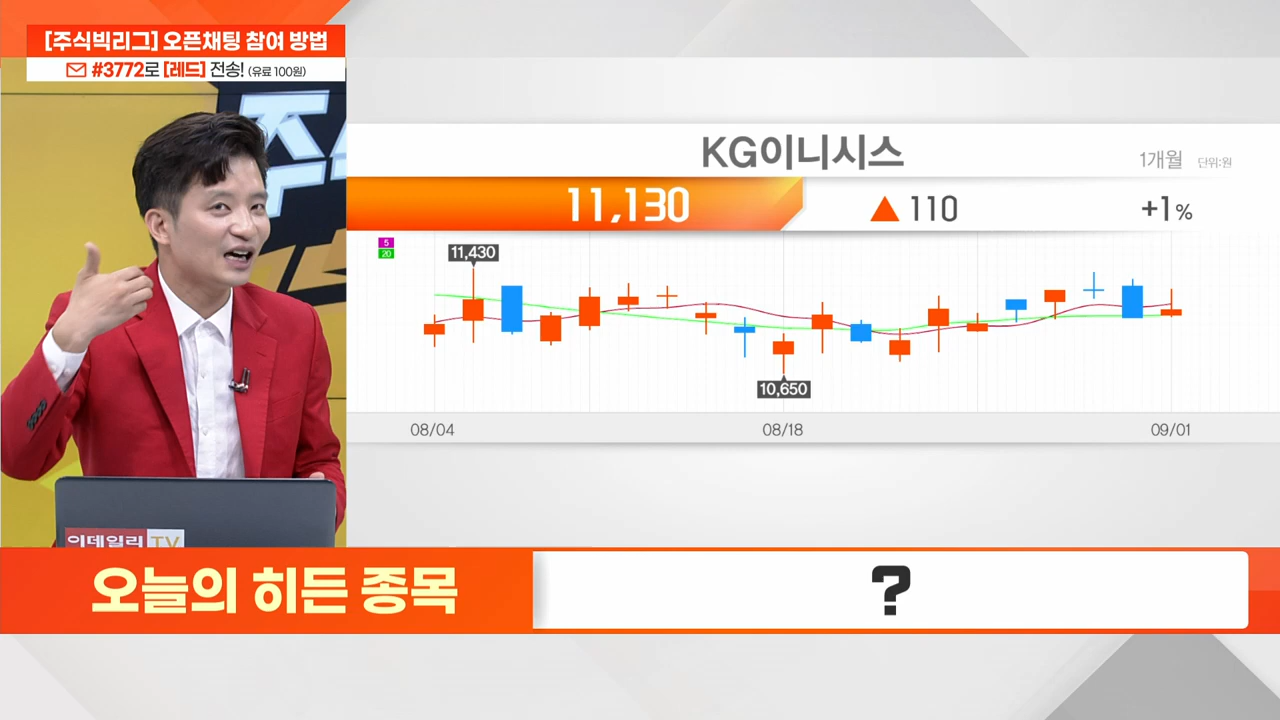 [주식빅리그] 오픈채팅 참여 방법
#3772로 [레드] 전송! (유료 100원)
KG이니시스
1개월 단위:원
11,130 ▲ 110 +1%
5
20
11,430
10,650
08/04 08/18 09/01
이데일리 TV
오늘의 히든 종목 ?